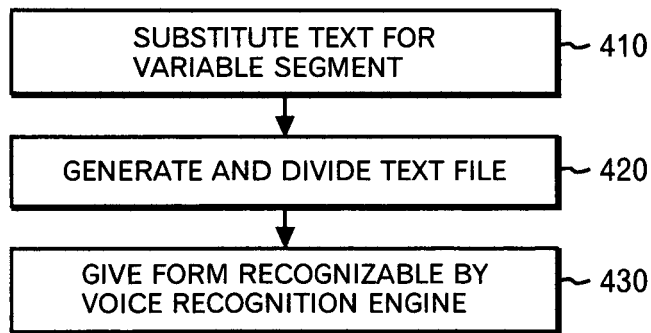 SUBSTITUTE TEXT FOR
VARIABLE SEGMENT
410
GENERATE AND DIVIDE TEXT FILE
420
GIVE FORM RECOGNIZABLE BY
VOICE RECOGNITION ENGINE
430